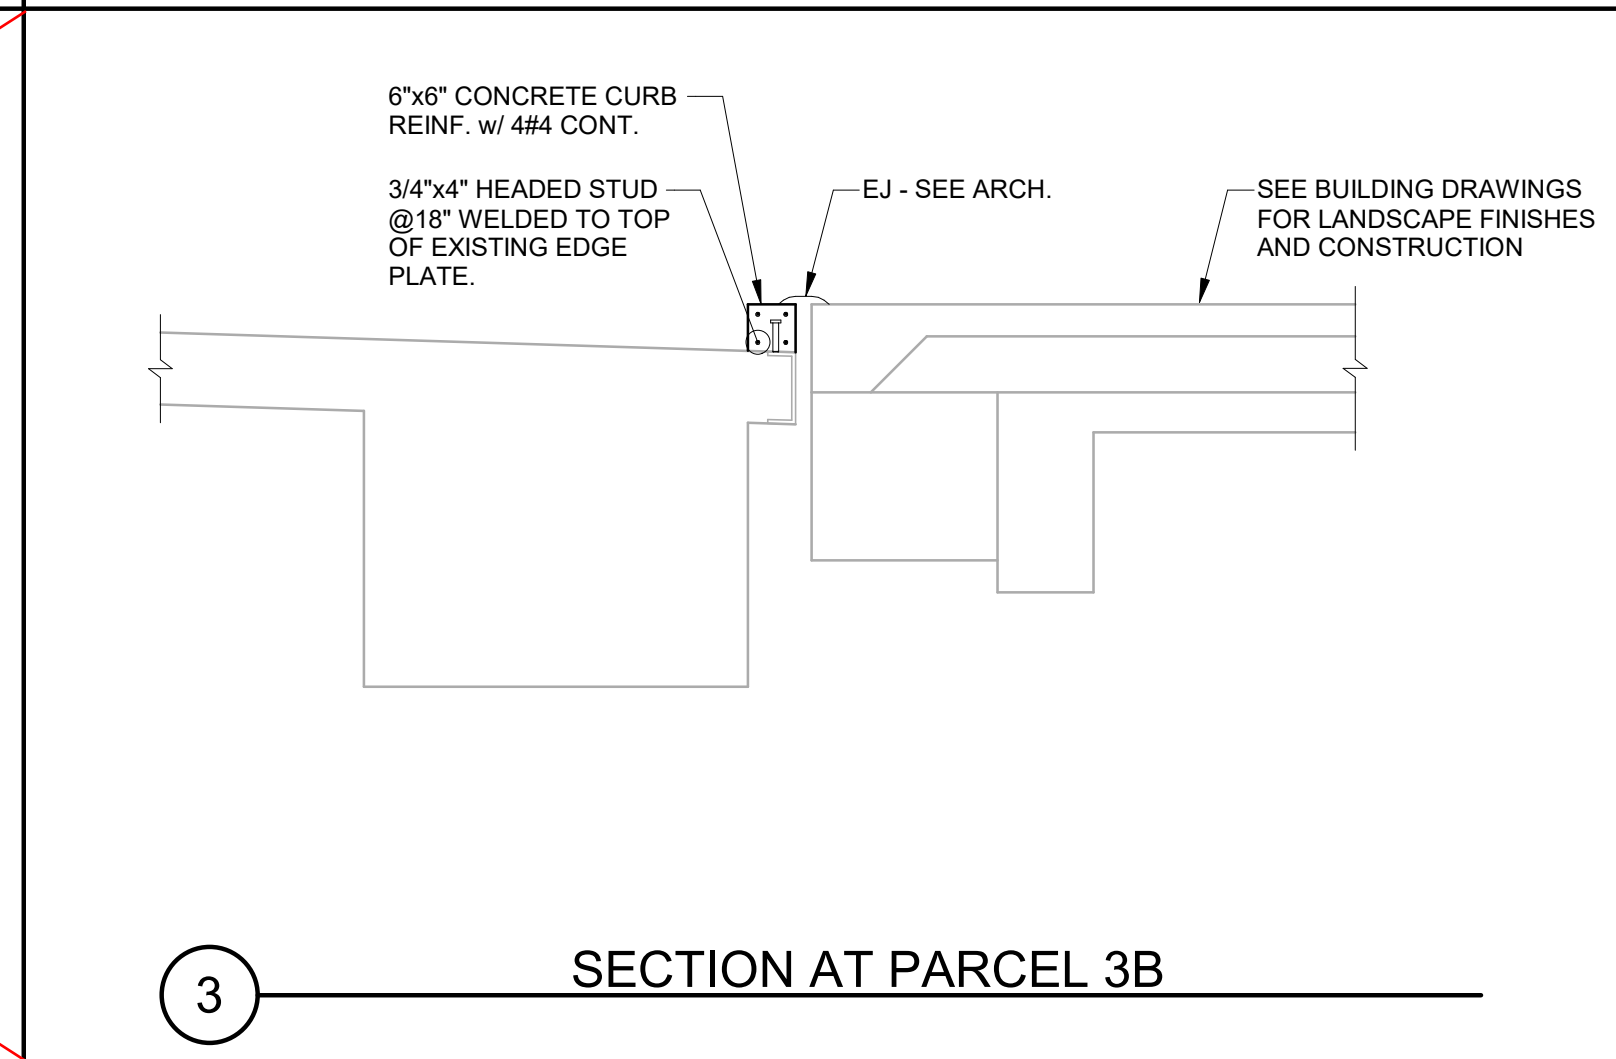 6"x6" CONCRETE CURB
REINF. w/ 4#4 CONT.
3/4"x4" HEADED STUD
@18" WELDED TO TOP
OF EXISTING EDGE
PLATE.
EJ - SEE ARCH.
SEE BUILDING DRAWINGS
FOR LANDSCAPE FINISHES
AND CONSTRUCTION
3
SECTION AT PARCEL 3B